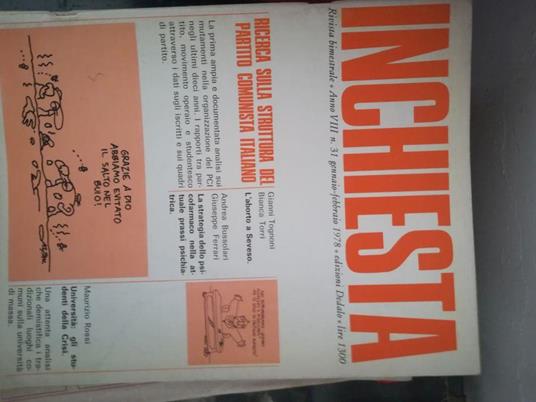 INCHIESTA
Rivista bimestrale • Anno VIII n. 31 gennaio-febbraio 1978 • edizioni Dedalo • lire 1300
RICERCA SULLA STRUTTURA DEL
PARTITO COMUNISTA ITALIANO
La prima ampia e documentata analisi sui
mutamenti nella organizzazione del PCI
negli ultimi dieci anni. I rapporti tra par-
tito, movimento operaio e studentesco
attraverso i dati sugli iscritti e sui quadri
di partito.
GRAZIE A DIO
ABBIAMO EVITATO
IL SALTO NEL
BUIO!
Gianni Tognoni
Bianca Torri
L'aborto, a Seveso.
Andrea Bussolari
Giuseppe Ferrari
La strategia dello psi-
cofarmaco nella at-
tuale prassi psichia-
trica.
Maurizio Rossi
Università: gli stu-
denti della Crisi.
Una attenta analisi
che demistifica i tra-
dizionali luoghi co-
muni sulla università
di massa.